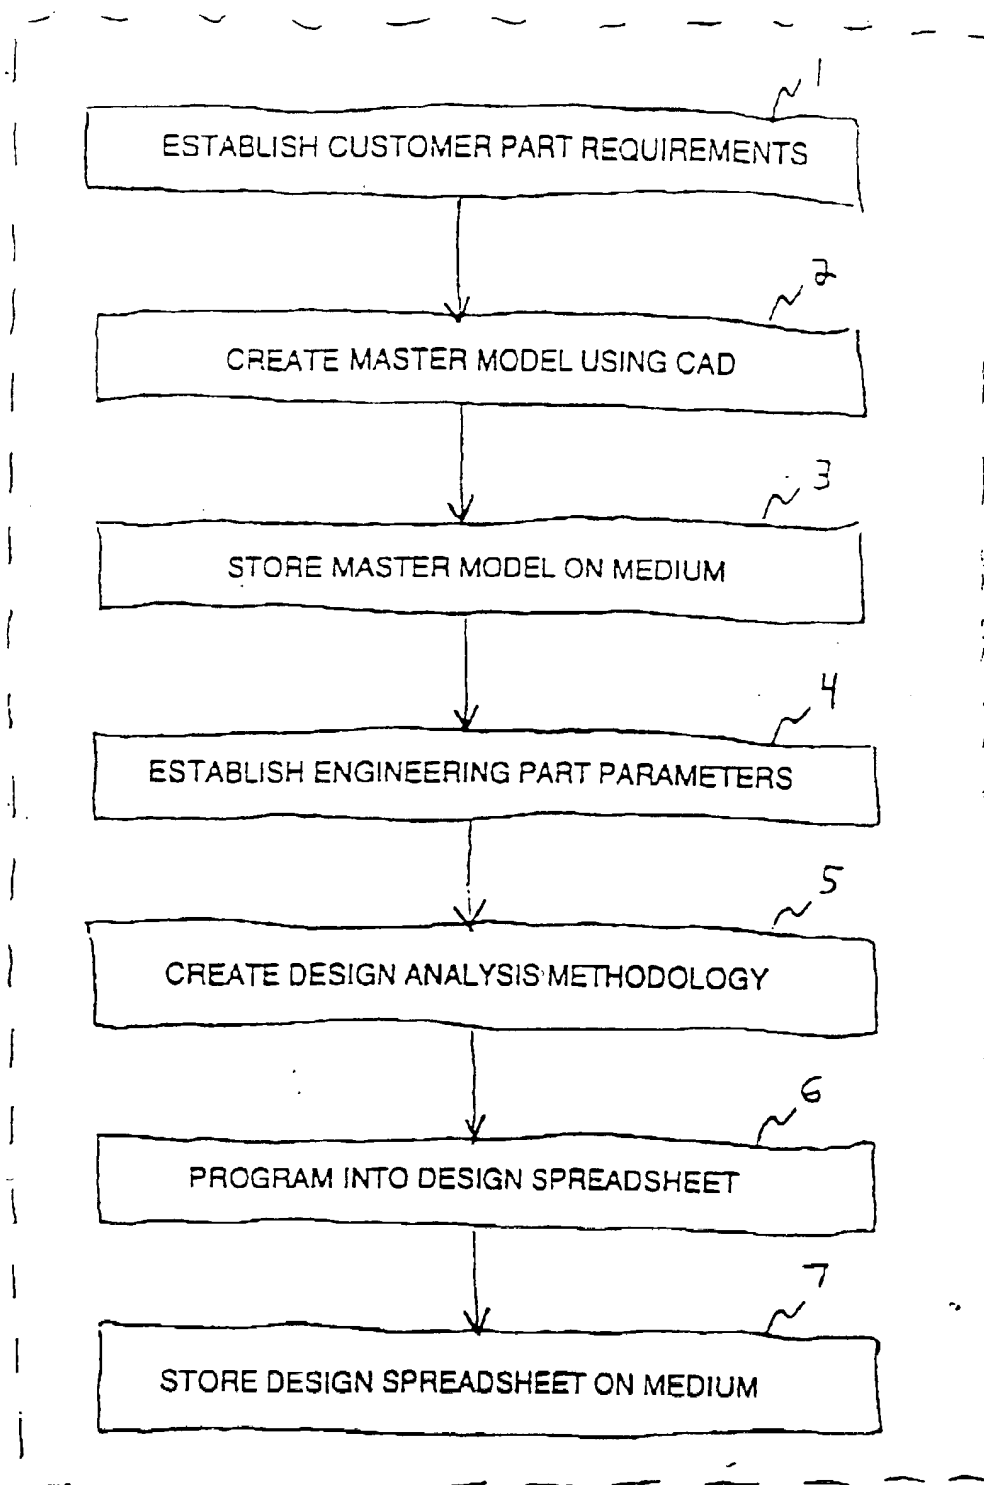 1
ESTABLISH CUSTOMER PART REQUIREMENTS
2
CREATE MASTER MODEL USING CAD
3
STORE MASTER MODEL ON MEDIUM
4
ESTABLISH ENGINEERING PART PARAMETERS
5
CREATE DESIGN ANALYSIS METHODOLOGY
6
PROGRAM INTO DESIGN SPREADSHEET
7
STORE DESIGN SPREADSHEET ON MEDIUM